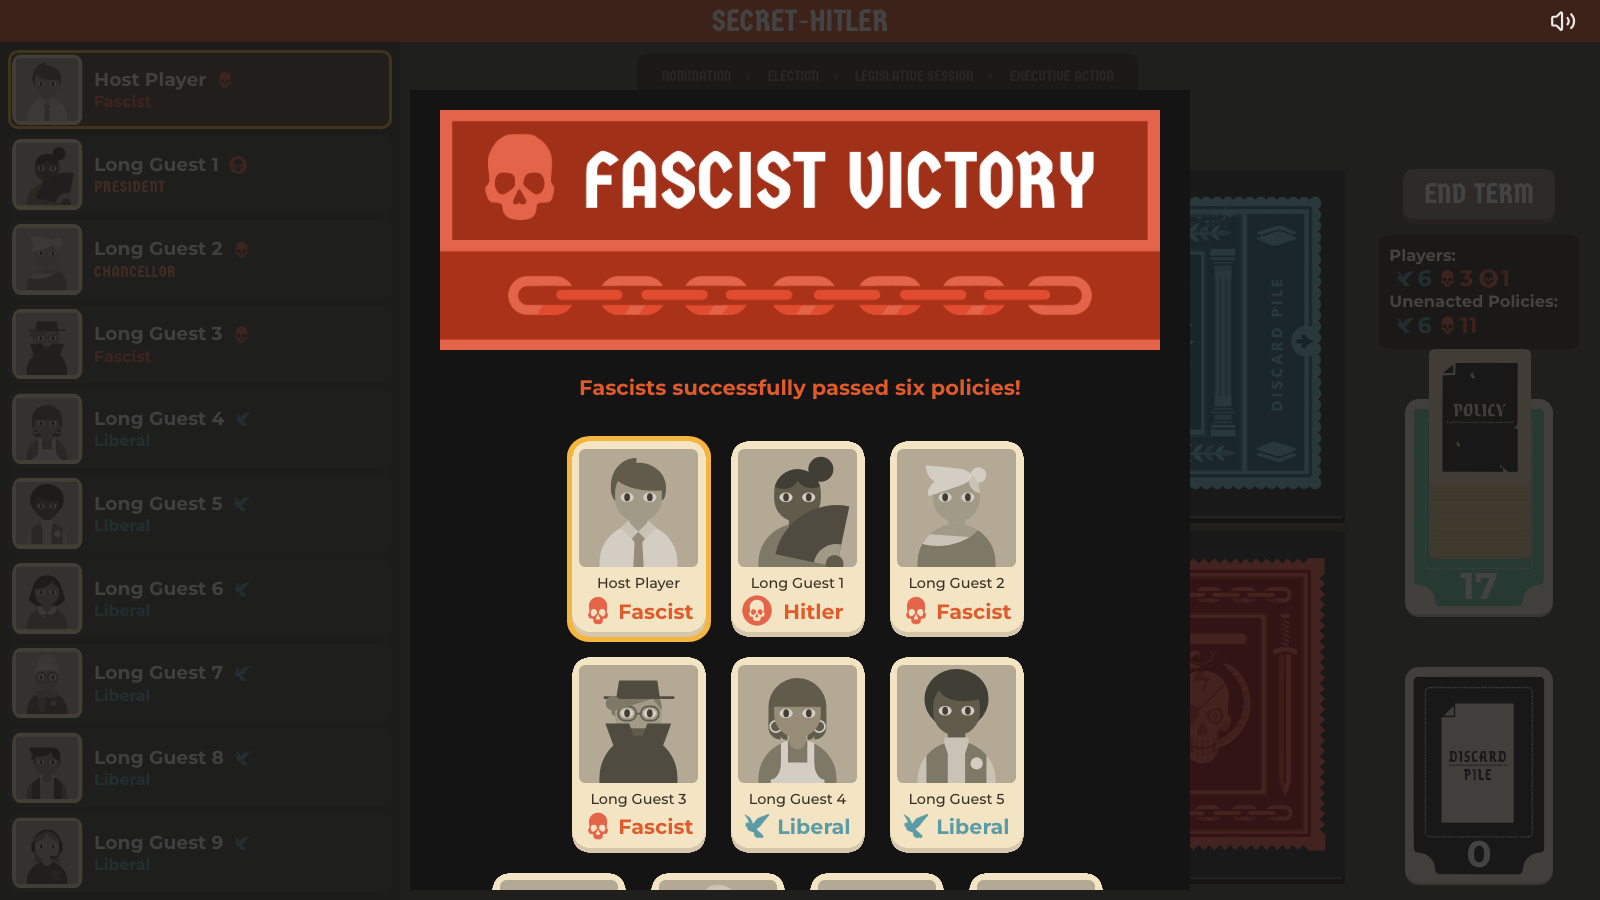 SECRET-HITLER
NOMINATION › ELECTION › LEGISLATIVE SESSION › EXECUTIVE ACTION
Host Player
Fascist
Long Guest 1
PRESIDENT
Long Guest 2
CHANCELLOR
Long Guest 3
Fascist
Long Guest 4
Liberal
Long Guest 5
Liberal
Long Guest 6
Liberal
Long Guest 7
Liberal
Long Guest 8
Liberal
Long Guest 9
Liberal
FASCIST VICTORY
Fascists successfully passed six policies!
Host Player
Fascist
Long Guest 1
Hitler
Long Guest 2
Fascist
Long Guest 3
Fascist
Long Guest 4
Liberal
Long Guest 5
Liberal
DISCARD PILE
END TERM
Players:
6 3 1
Unenacted Policies:
6 11
POLICY
17
DISCARD
PILE
0